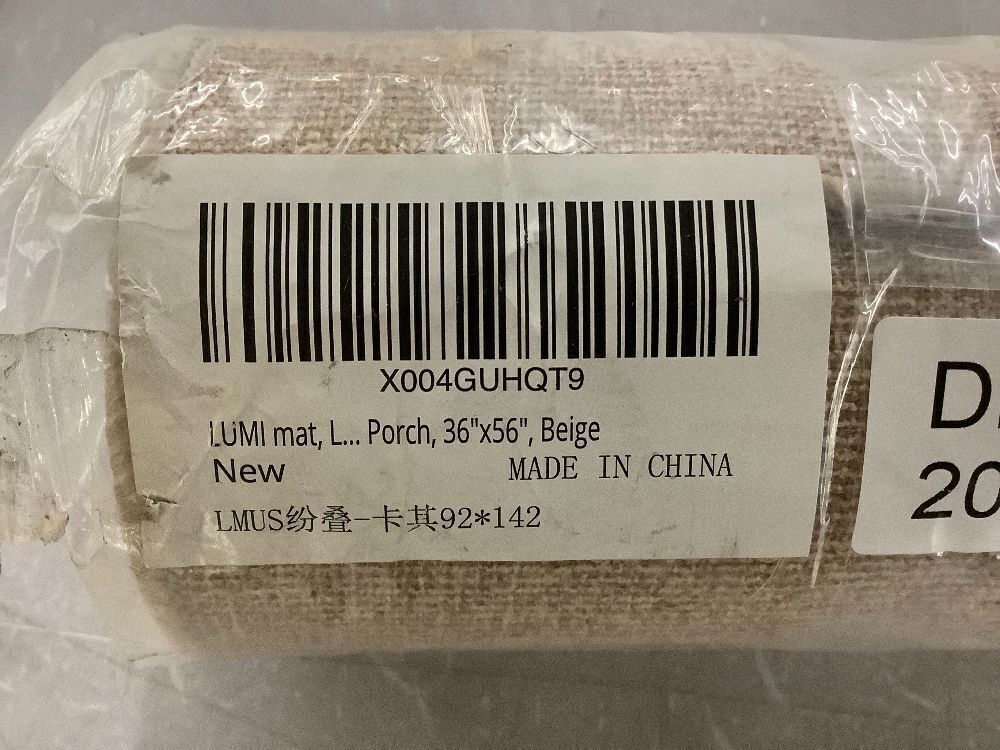 X004GUHQT9
LUMI mat, L... Porch, 36"x56", Beige
New MADE IN CHINA
LMUS纷叠-卡其92*142
D
20